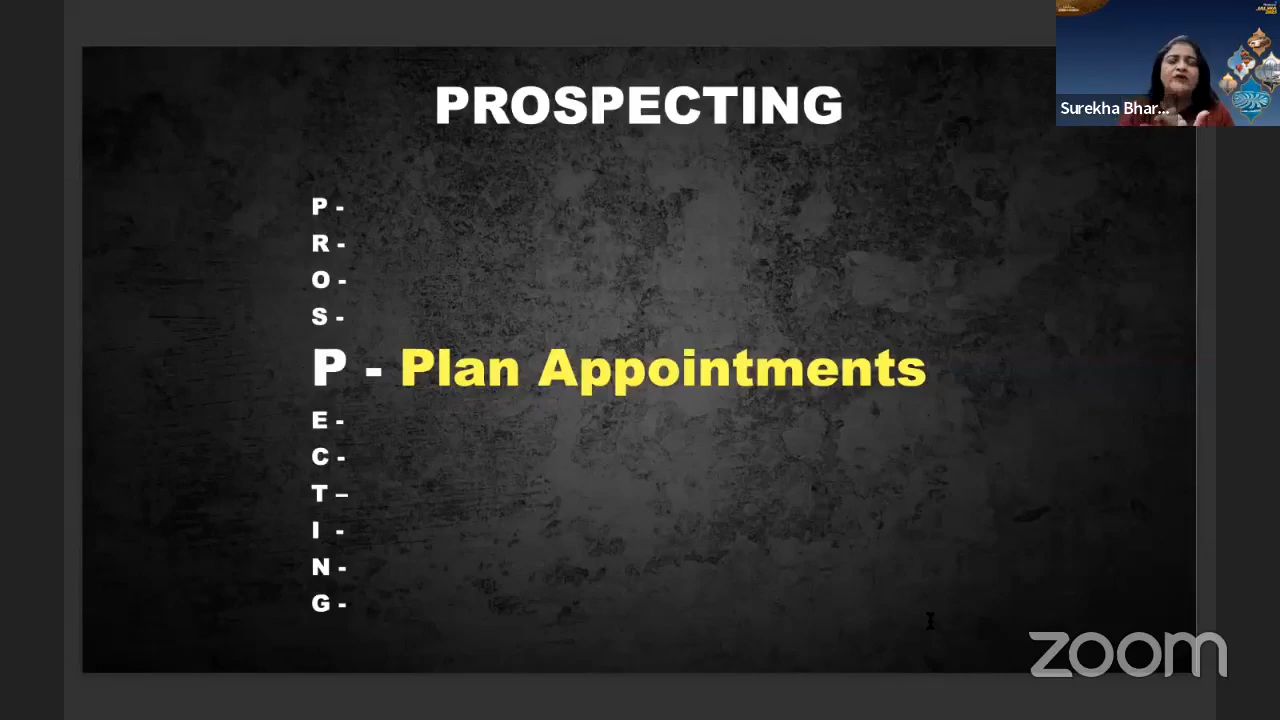 PROSPECTING
Surekha Bhar...
P -
R -
O -
S -
P - Plan Appointments
E -
C -
T –
I -
N -
G -
zoom